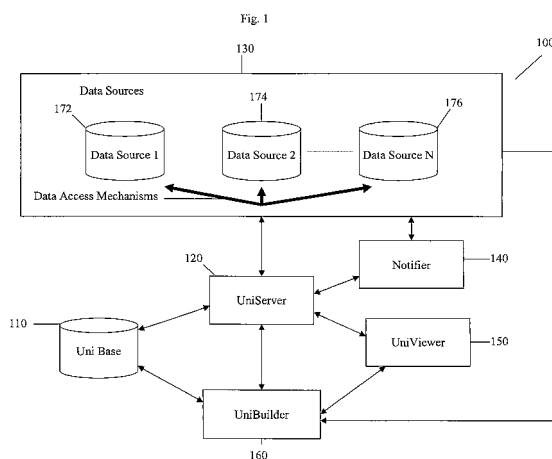 Fig. 1
130
100
Data Sources
172
174
176
Data Source 1
Data Source 2
Data Source N
Data Access Mechanisms
120
Notifier
140
UniServer
110
Uni Base
UniViewer
150
UniBuilder
160